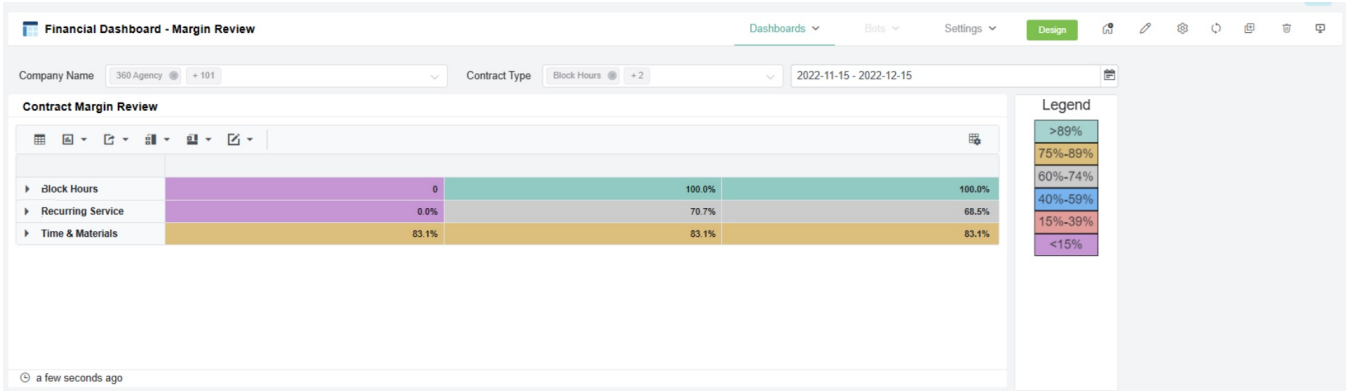 Financial Dashboard - Margin Review
Dashboards
Bots
Settings
Design
Company Name 360 Agency + 101 Contract Type Block Hours + 2 2022-11-15 - 2022-12-15
Contract Margin Review
Block Hours 0 100.0% 100.0%
Recurring Service 0.0% 70.7% 68.5%
Time & Materials 83.1% 83.1% 83.1%
a few seconds ago
Legend
>89%
75%-89%
60%-74%
40%-59%
15%-39%
<15%